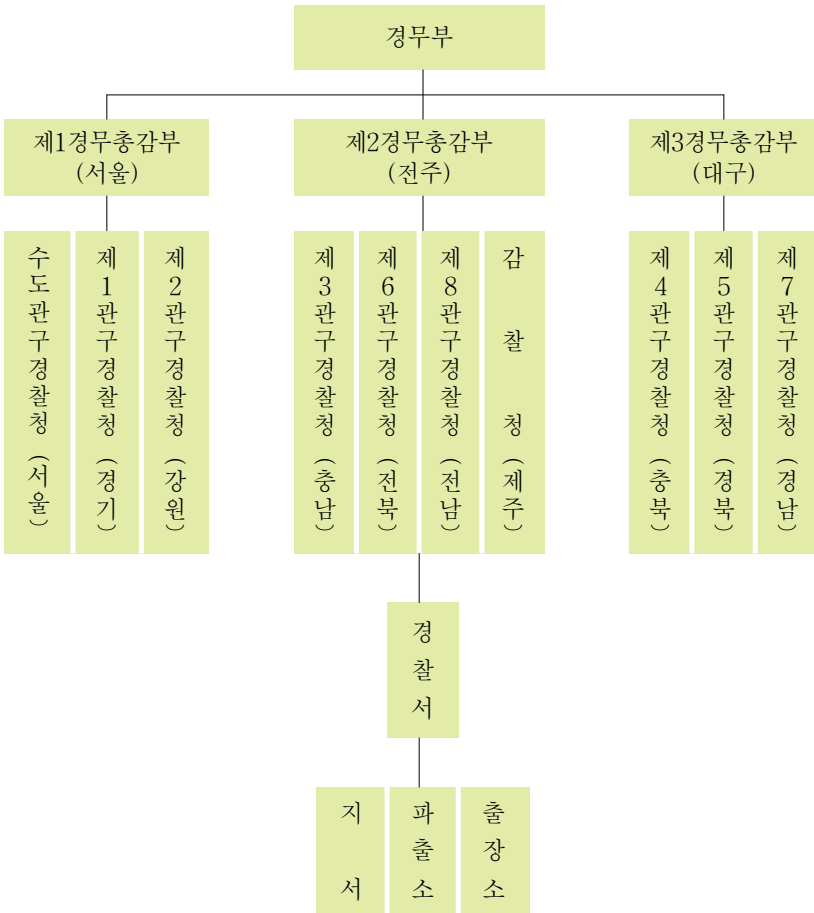 경무부
제1경무총감부
(서울)
제2경무총감부
(전주)
제3경무총감부
(대구)
수도관구경찰청 (서울)
제1관구경찰청 (경기)
제2관구경찰청 (강원)
제3관구경찰청 (충남)
제6관구경찰청 (전북)
제8관구경찰청 (전남)
감찰청 (제주)
제4관구경찰청 (충북)
제5관구경찰청 (경북)
제7관구경찰청 (경남)
경찰서
지서
파출소
출장소